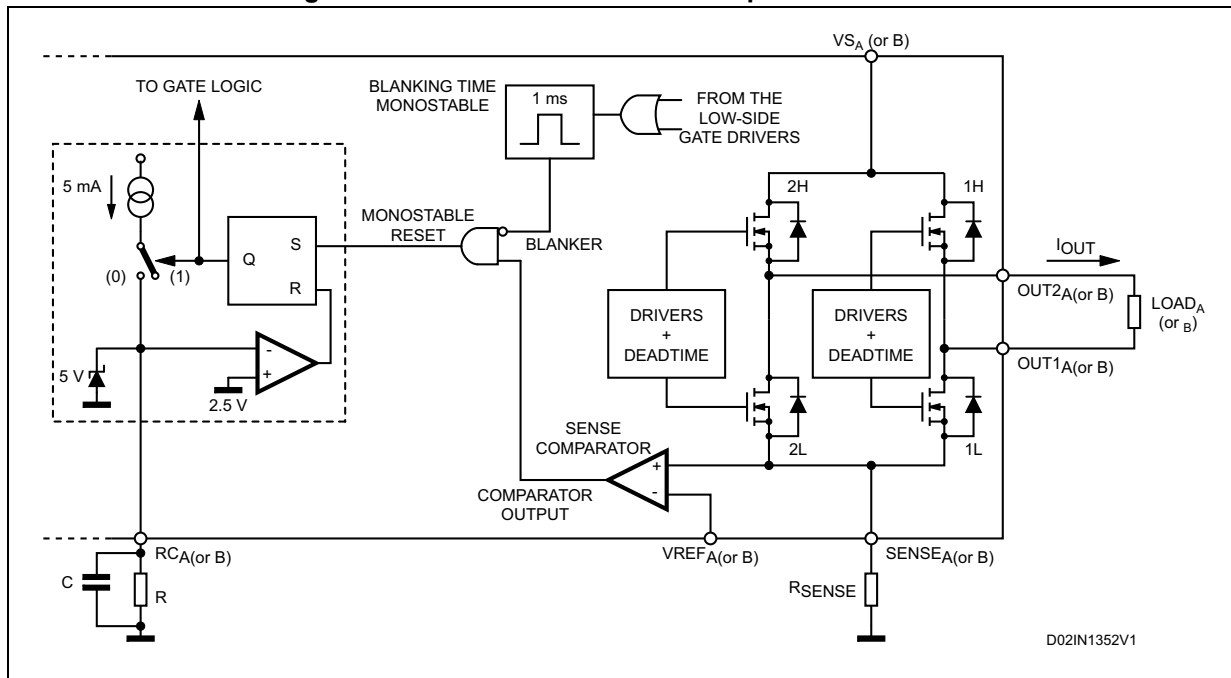 VSA (or B)
TO GATE LOGIC
BLANKING TIME
MONOSTABLE
1 ms
FROM THE
LOW-SIDE
GATE DRIVERS
5 mA
2H
1H
MONOSTABLE
RESET
S
Q
BLANKER
(0)
(1)
R
IOUT
OUT2A(or B)
DRIVERS
+
DEADTIME
DRIVERS
+
DEADTIME
LOADA
(or B)
OUT1A(or B)
5 V
-
+
2.5 V
SENSE
COMPARATOR
2L
1L
+
-
COMPARATOR
OUTPUT
RCA(or B)
VREFA(or B)
SENSEA(or B)
C
R
RSENSE
D02IN1352V1